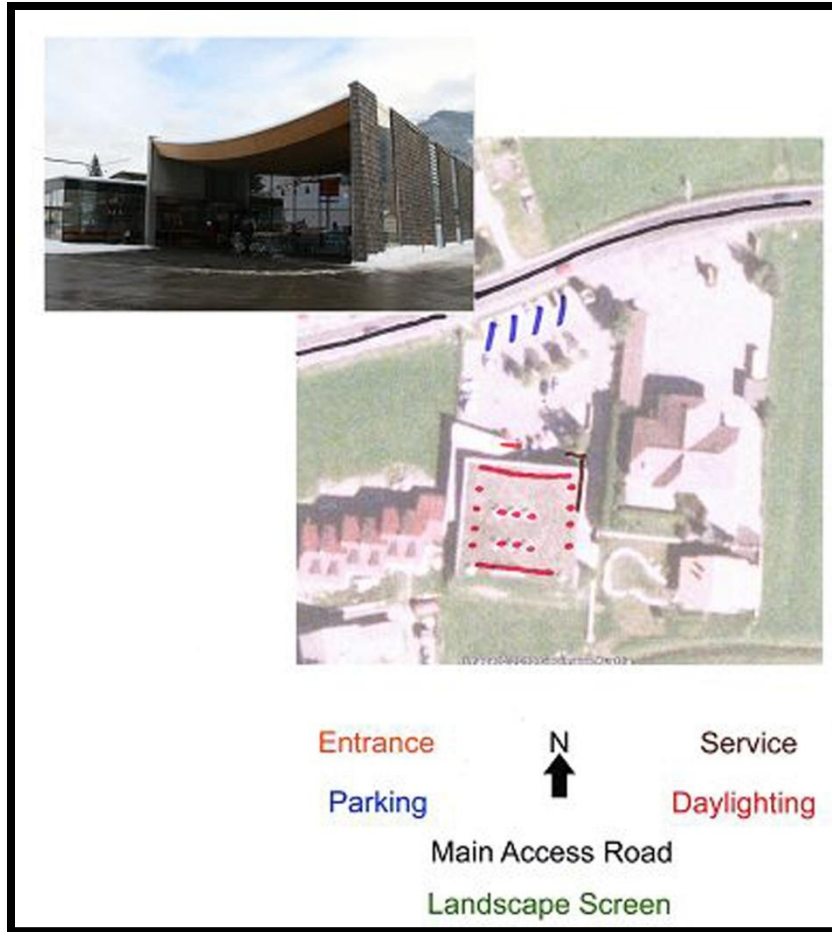 Entrance
N
Service
Parking
Daylighting
Main Access Road
Landscape Screen